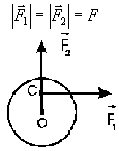 |F⃗₁| = |F⃗₂| = F
F⃗₂
C
F⃗₁
O